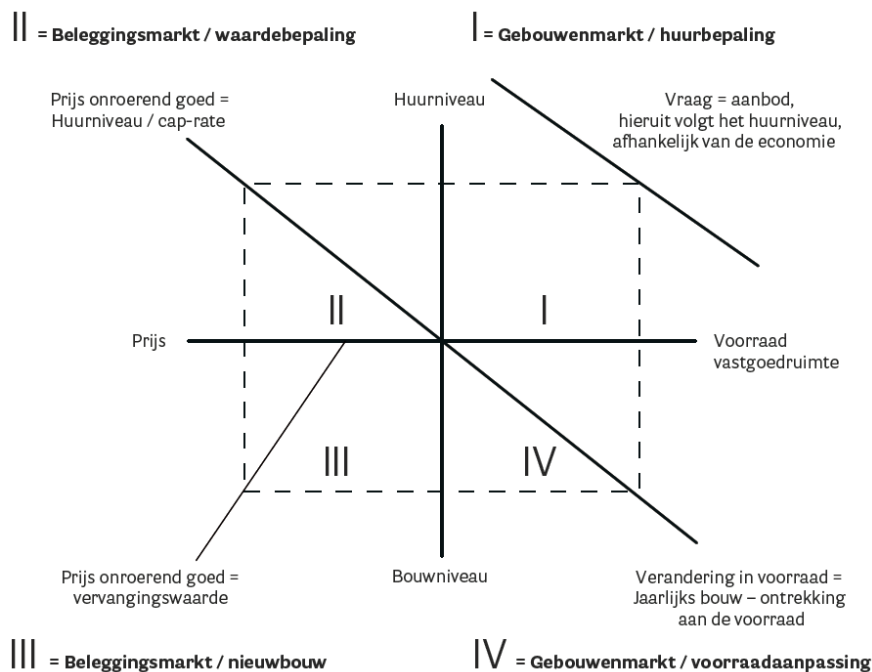 II = Beleggingsmarkt / waardebepaling
I = Gebouwenmarkt / huurbepaling
Prijs onroerend goed =
Huurniveau / cap-rate
Huurniveau
Vraag = aanbod,
hieruit volgt het huurniveau,
afhankelijk van de economie
II
I
Prijs
Voorraad
vastgoedruimte
III
IV
Prijs onroerend goed =
vervangingswaarde
Bouwniveau
Verandering in voorraad =
Jaarlijks bouw – ontrekking
aan de voorraad
III = Beleggingsmarkt / nieuwbouw
IV = Gebouwenmarkt / voorraadaanpassing